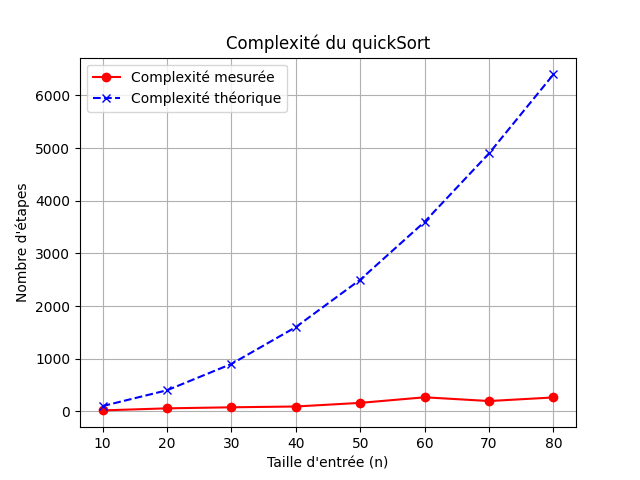 Complexité du quickSort
Complexité mesurée
Complexité théorique
Nombre d'étapes
6000
5000
4000
3000
2000
1000
0
10 20 30 40 50 60 70 80
Taille d'entrée (n)